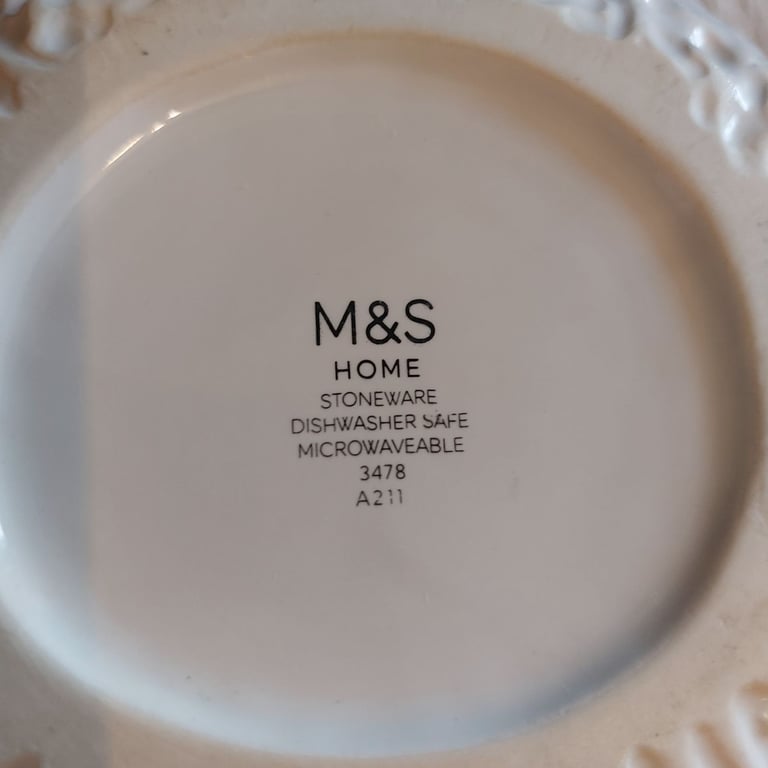 M&S
HOME
STONEWARE
DISHWASHER SAFE
MICROWAVEABLE
3478
A211